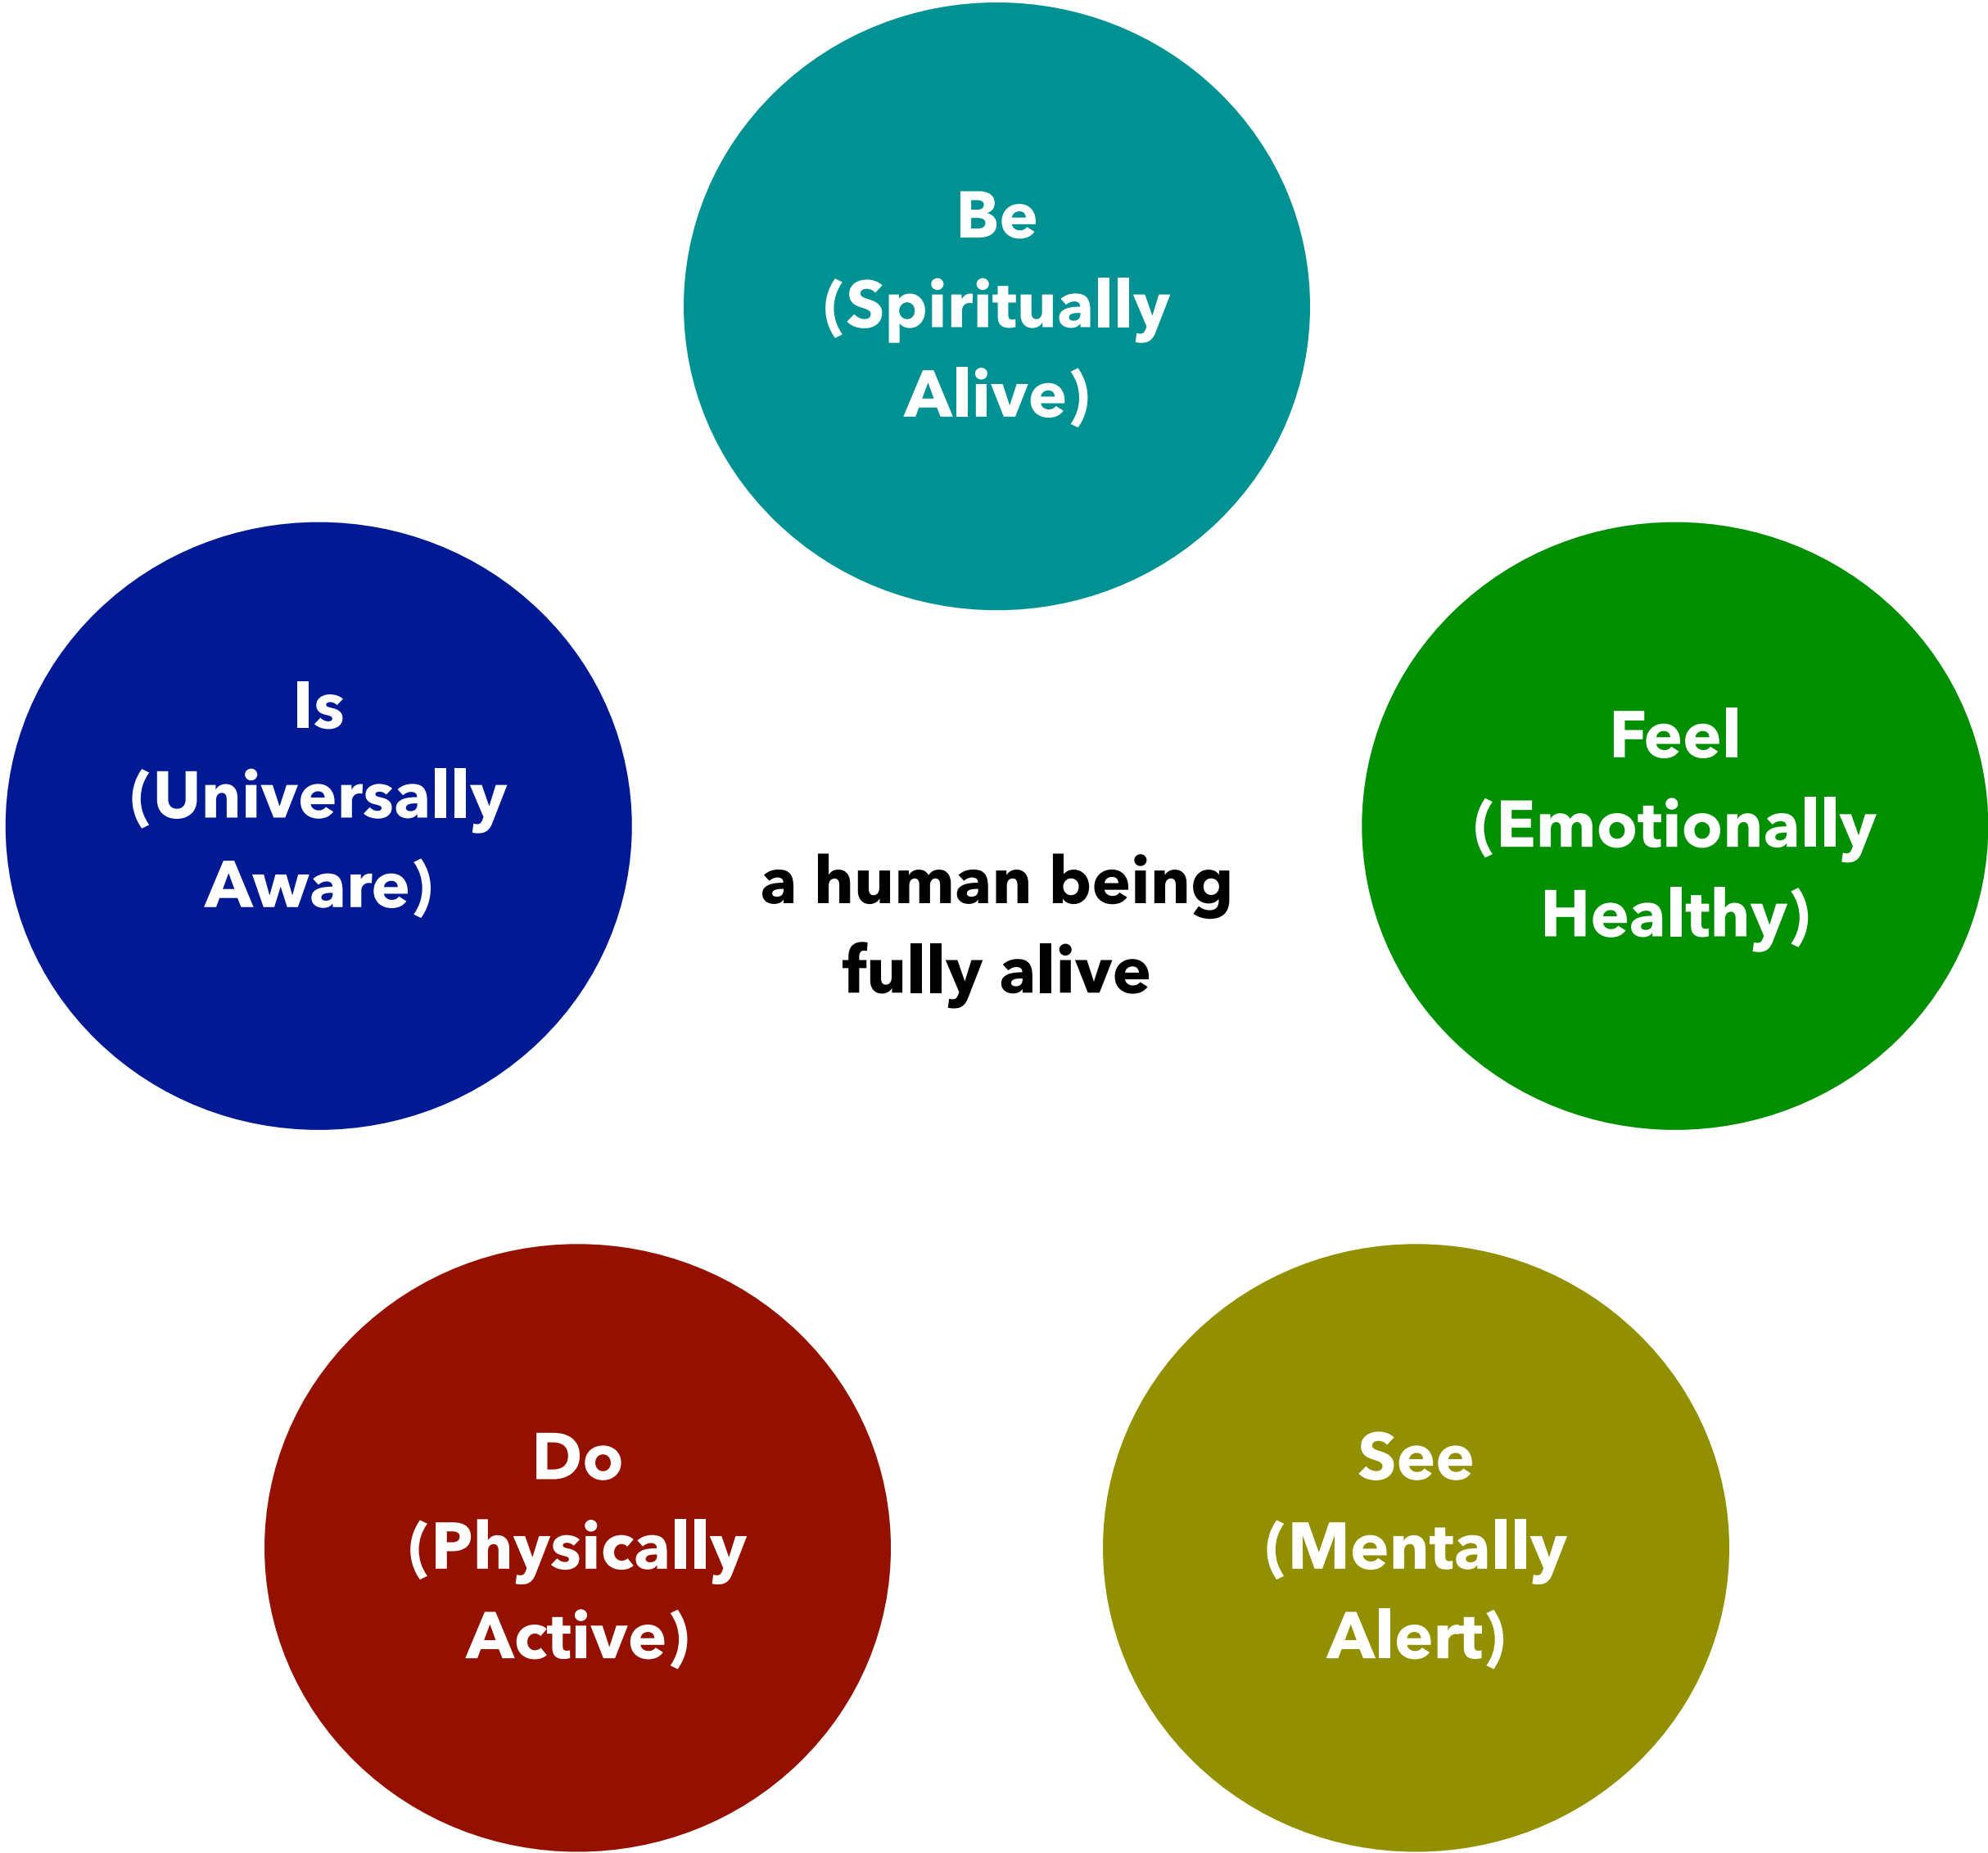 Be
(Spiritually
Alive)
Is
(Universally
Aware)
Feel
(Emotionally
Healthy)
a human being
fully alive
Do
(Physically
Active)
See
(Mentally
Alert)